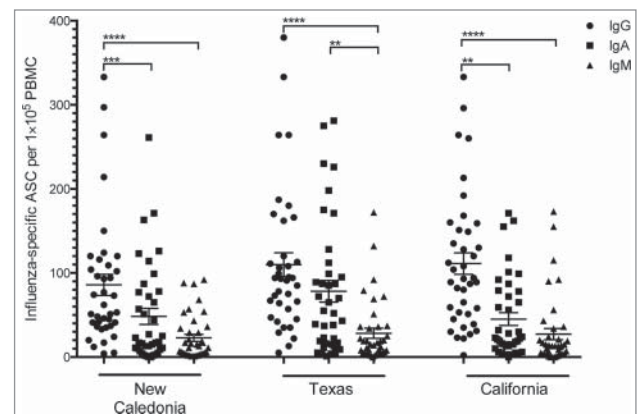 Influenza-specific ASC per 1×10⁵ PBMC
400
300
200
100
0
****
***
****
**
****
**
IgG
IgA
IgM
New Caledonia
Texas
California